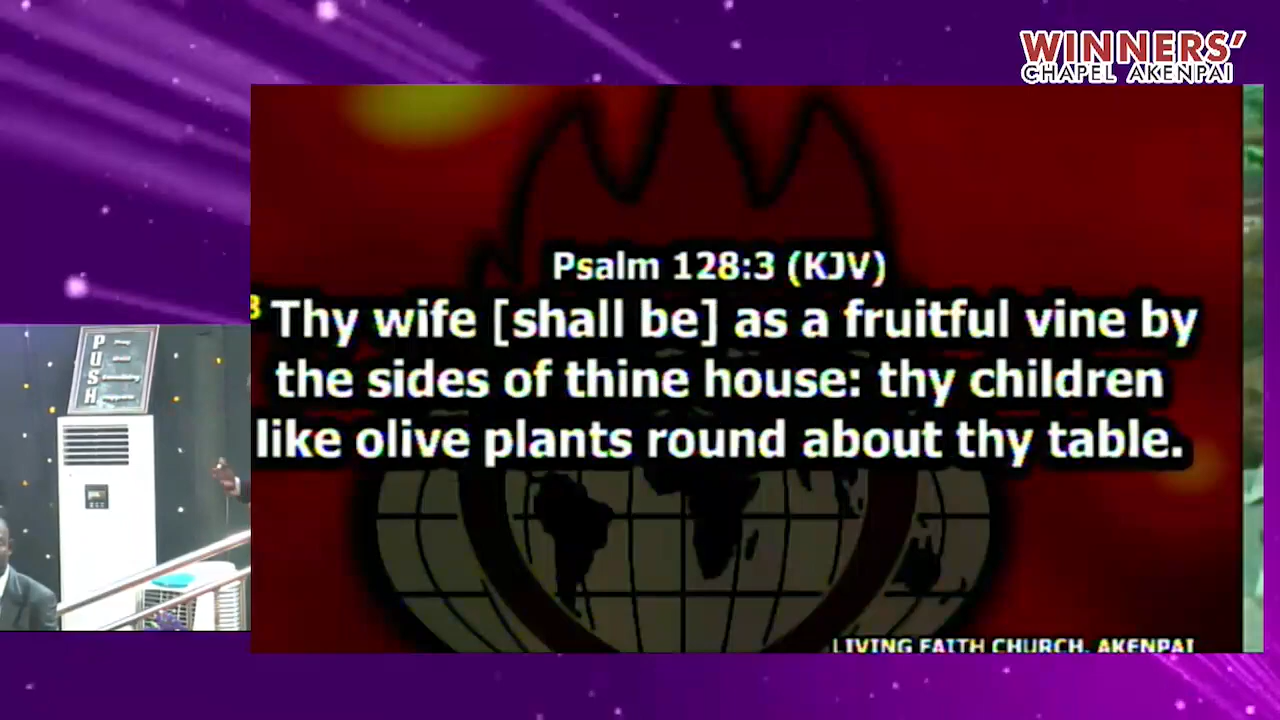 WINNERS'
CHAPEL AKENPAI
Psalm 128:3 (KJV)
3 Thy wife [shall be] as a fruitful vine by
the sides of thine house: thy children
like olive plants round about thy table.
LIVING FAITH CHURCH, AKENPAI
P
U
S
H